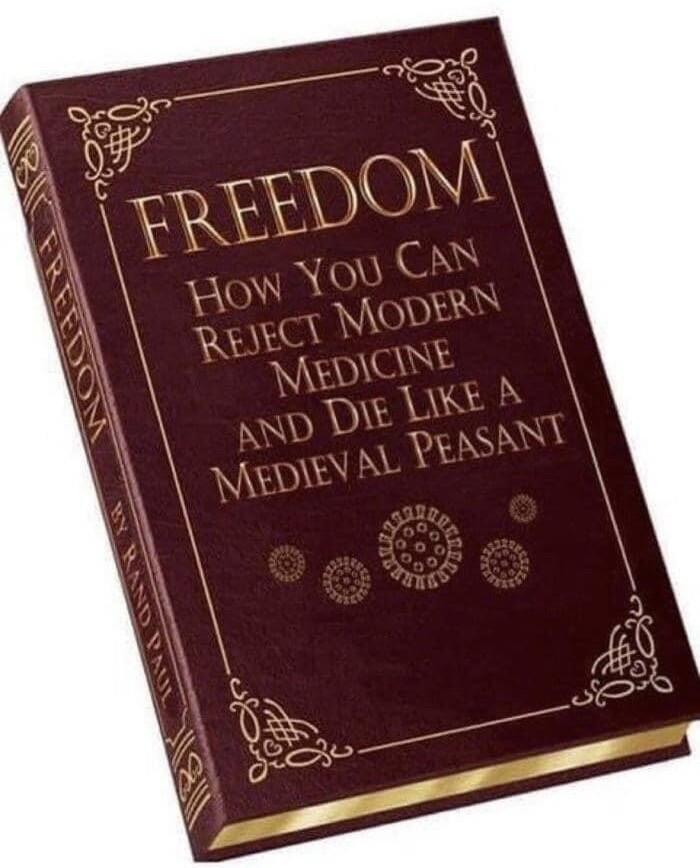 FREEDOM
HOW YOU CAN
REJECT MODERN
MEDICINE
AND DIE LIKE A
MEDIEVAL PEASANT
FREEDOM
BY RAND PAUL